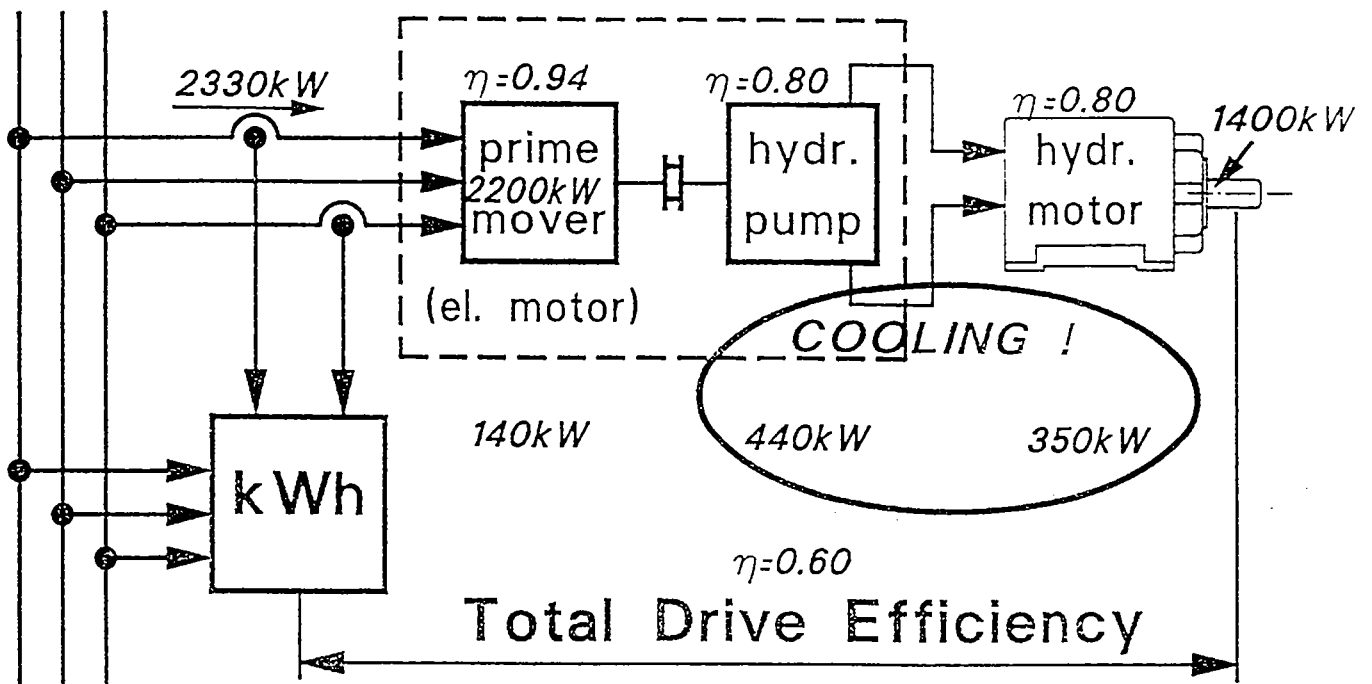 2330kW
η=0.94
η=0.80
η=0.80
1400kW
prime
2200kW
mover
hydr.
pump
hydr.
motor
(el. motor)
COOLING !
140kW
440kW
350kW
kWh
η=0.60
Total Drive Efficiency